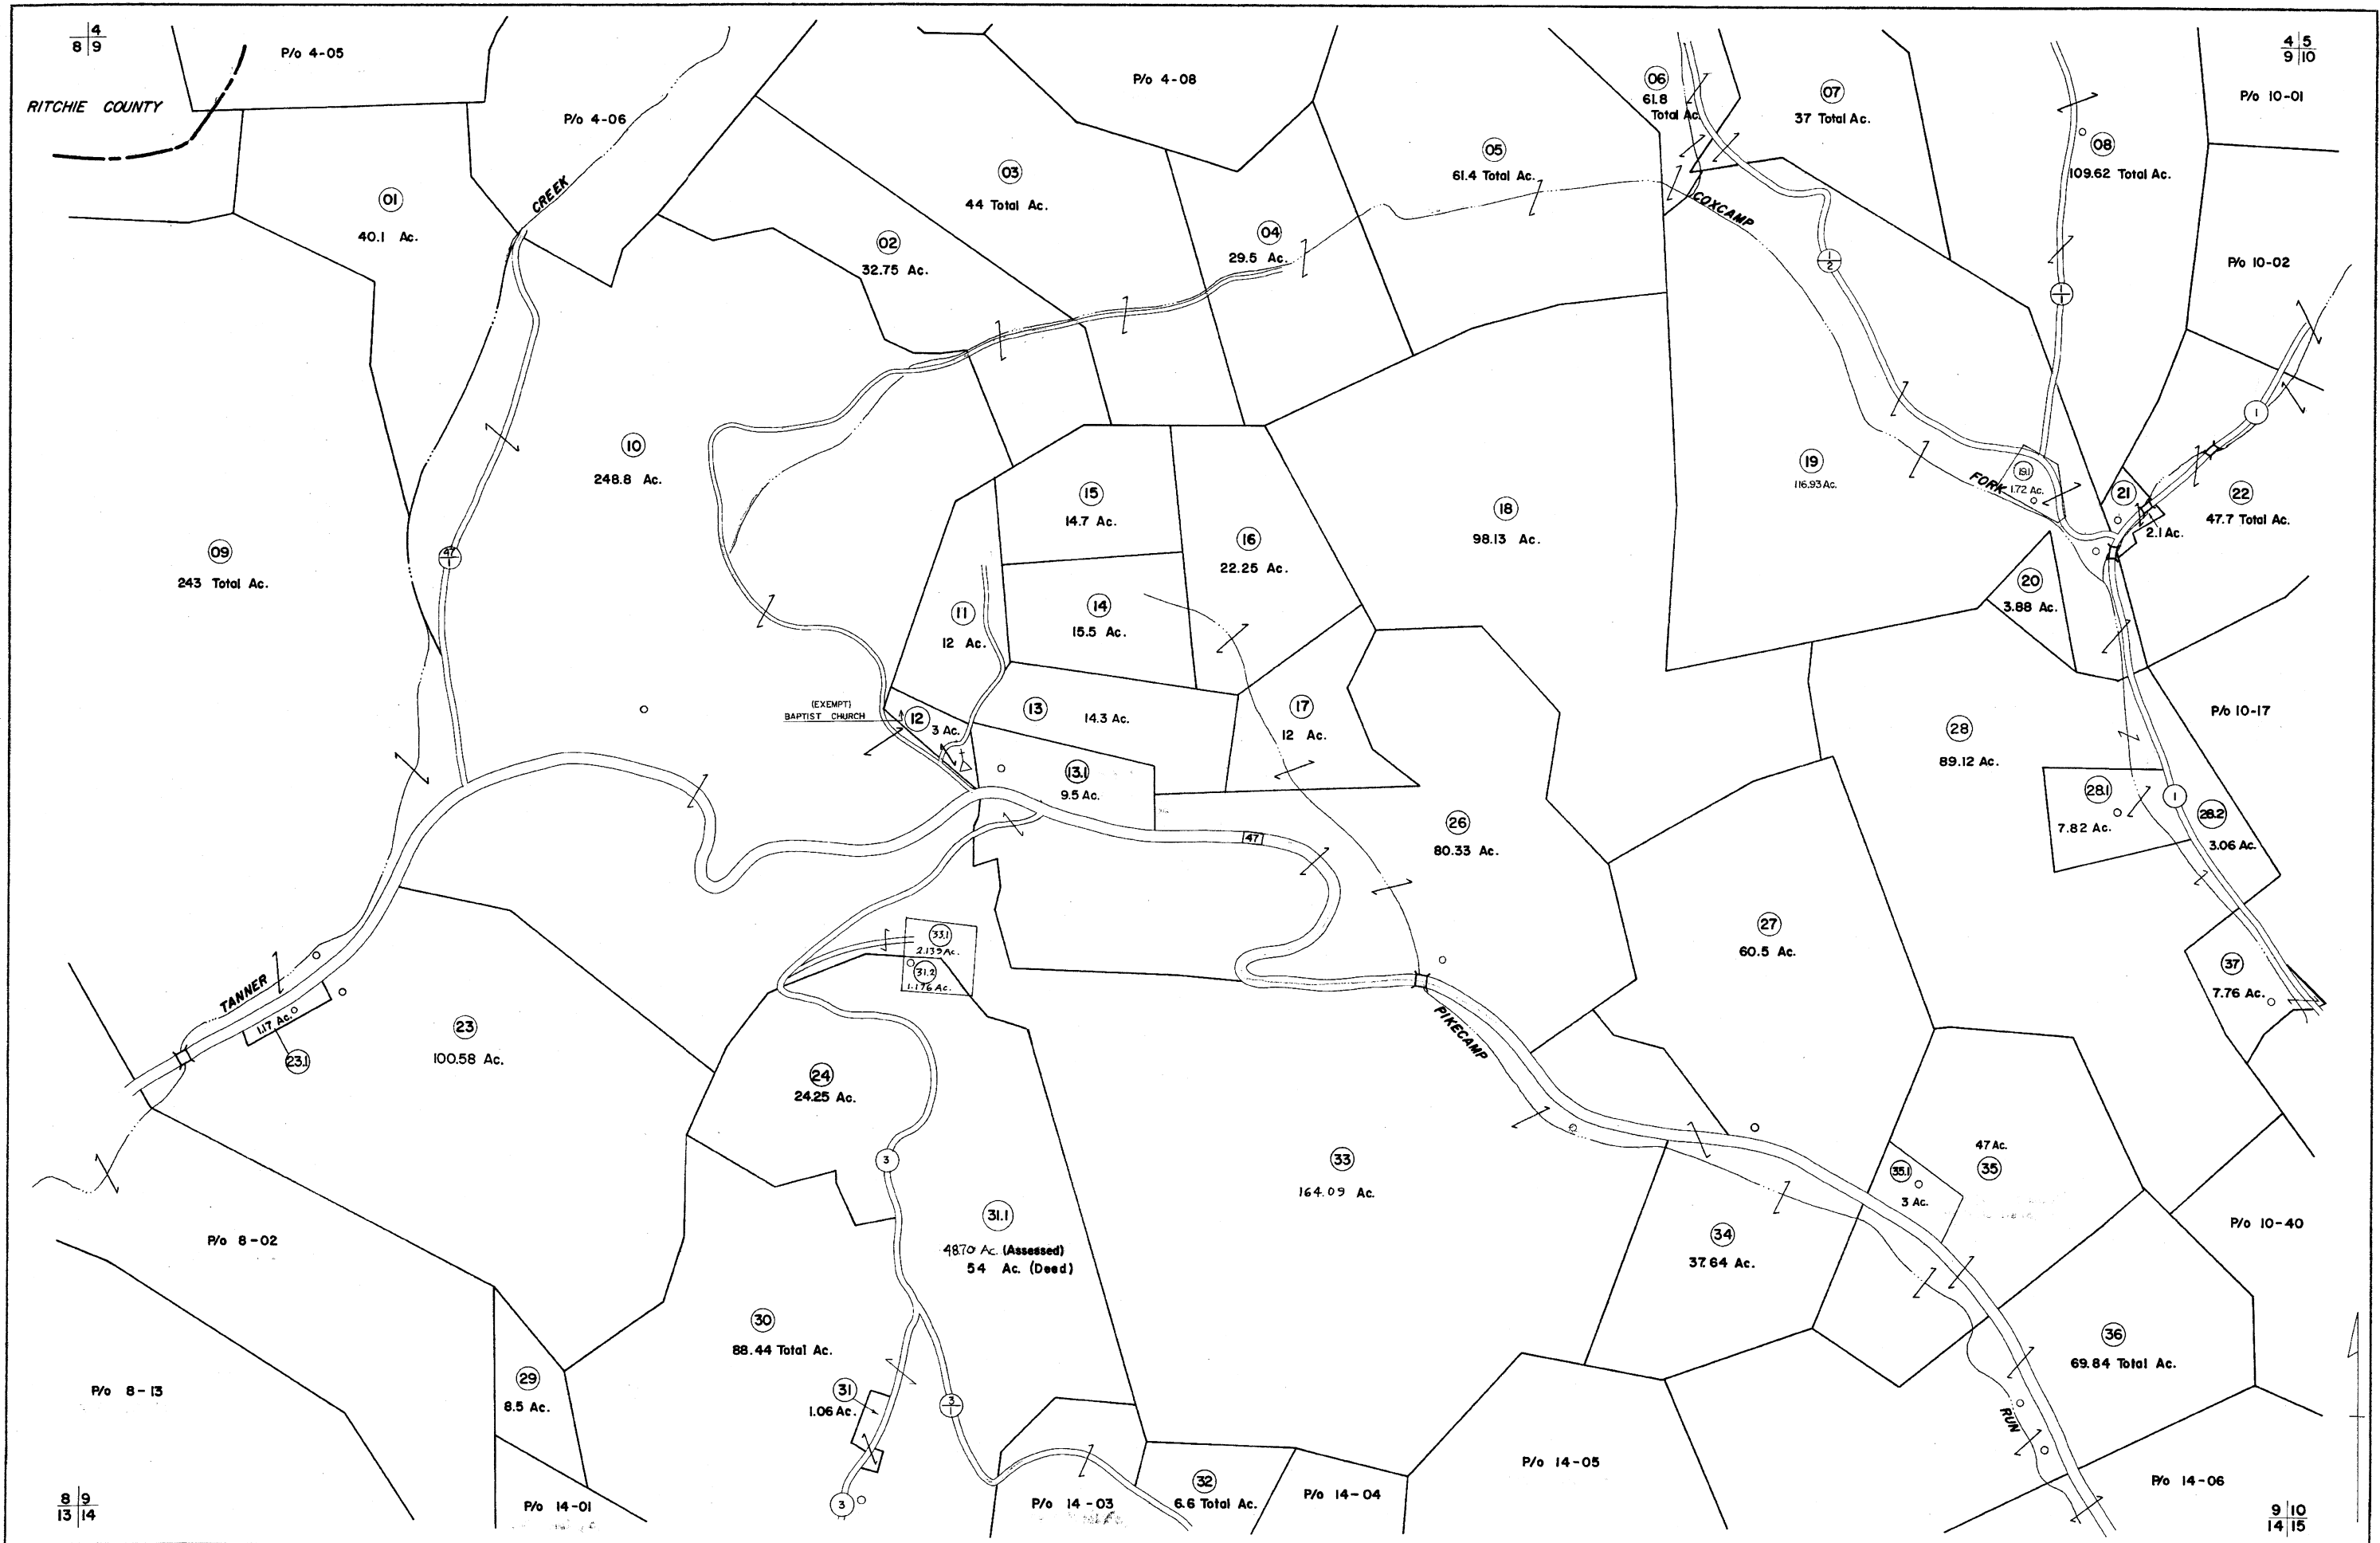 4
8 9
P/o 4-05
RITCHIE COUNTY
P/o 4-06
CREEK
P/o 4-08
4 5
9 10
P/o 10-01
01
40.1 Ac.
02
32.75 Ac.
03
44 Total Ac.
04
29.5 Ac.
05
61.4 Total Ac.
06
61.8
Total Ac.
07
37 Total Ac.
08
109.62 Total Ac.
COXCAMP
1
2
1
P/o 10-02
1
09
243 Total Ac.
10
248.8 Ac.
47
11
12 Ac.
15
14.7 Ac.
14
15.5 Ac.
16
22.25 Ac.
18
98.13 Ac.
19
116.93 Ac.
FORK
19.1
1.72 Ac.
21
2.1 Ac.
22
47.7 Total Ac.
20
3.88 Ac.
(EXEMPT)
BAPTIST CHURCH
12
3 Ac.
13
14.3 Ac.
13.1
9.5 Ac.
17
12 Ac.
47
26
80.33 Ac.
28
89.12 Ac.
P/o 10-17
28.1
7.82 Ac.
1
28.2
3.06 Ac.
27
60.5 Ac.
37
7.76 Ac.
TANNER
1.17 Ac.
23.1
23
100.58 Ac.
33.1
2.139 Ac.
31.2
1.176 Ac.
24
24.25 Ac.
3
PIKECAMP
33
164.09 Ac.
47 Ac.
35
35.1
3 Ac.
34
37.64 Ac.
P/o 10-40
P/o 8-02
31.1
48.70 Ac. (Assessed)
54 Ac. (Deed)
30
88.44 Total Ac.
31
1.06 Ac.
3
1
3
36
69.84 Total Ac.
RUN
P/o 8-13
29
8.5 Ac.
8 9
13 14
P/o 14-01
P/o 14-03
32
6.6 Total Ac.
P/o 14-04
P/o 14-05
P/o 14-06
9 10
14 15